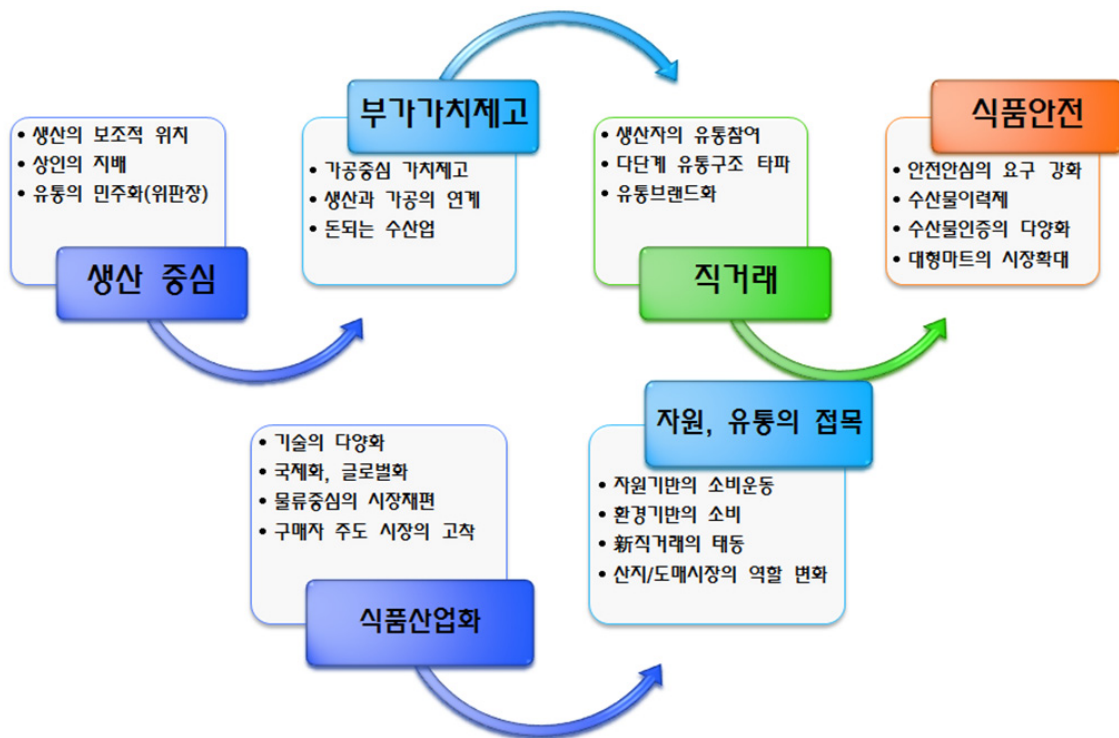 생산의 보조적 위치
상인의 지배
유통의 민주화(위판장)
생산 중심
부가가치제고
가공중심 가치제고
생산과 가공의 연계
돈되는 수산업
생산자의 유통참여
다단계 유통구조 타파
유통브랜드화
직거래
식품안전
안전안심의 요구 강화
수산물이력제
수산물인증의 다양화
대형마트의 시장확대
기술의 다양화
국제화, 글로벌화
물류중심의 시장재편
구매자 주도 시장의 고착
식품산업화
자원, 유통의 접목
자원기반의 소비운동
환경기반의 소비
新직거래의 태동
산지/도매시장의 역할 변화